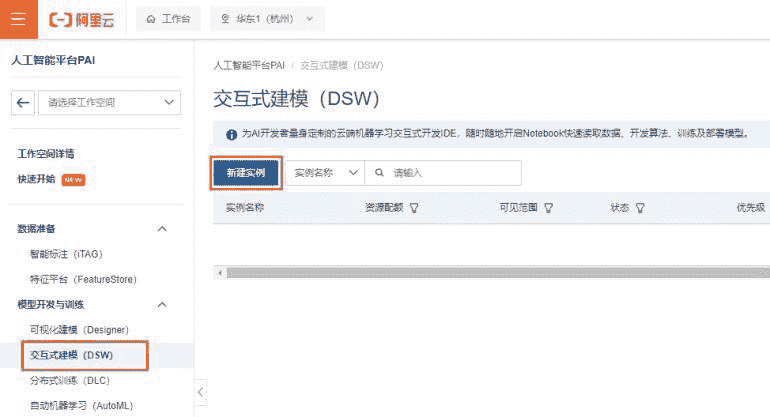 阿里云 工作台 华东1（杭州）
人工智能平台PAI
请选择工作空间
工作空间详情
快速开始 NEW
数据准备
智能标注（iTAG）
特征平台（FeatureStore）
模型开发与训练
可视化建模（Designer）
交互式建模（DSW）
分布式训练（DLC）
自动机器学习（AutoML）
人工智能平台PAI / 交互式建模（DSW）
交互式建模（DSW）
为AI开发者量身定制的云端机器学习交互式开发IDE，随时随地开启Notebook快速读取数据、开发算法、训练及部署模型。
新建实例 实例名称 请输入
实例名称 资源配额 可见范围 状态 优先级